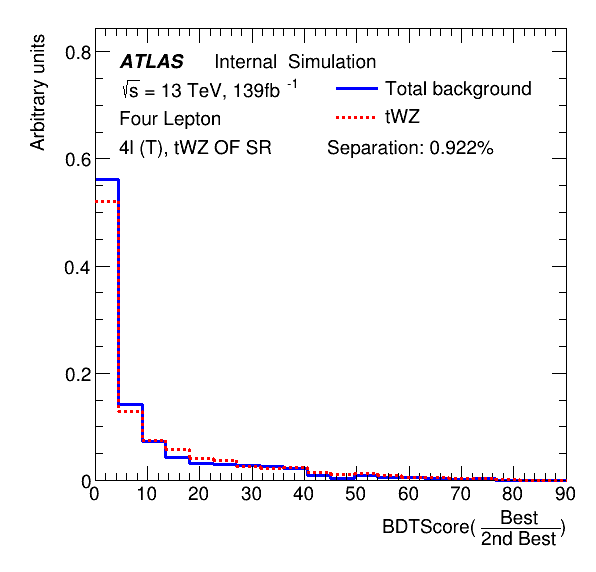 Arbitrary units
0.8
0.6
0.4
0.2
0
ATLAS Internal Simulation
√s = 13 TeV, 139fb -1
Four Lepton
4l (T), tWZ OF SR
Total background
tWZ
Separation: 0.922%
0 10 20 30 40 50 60 70 80 90
BDTScore(Best/2nd Best)